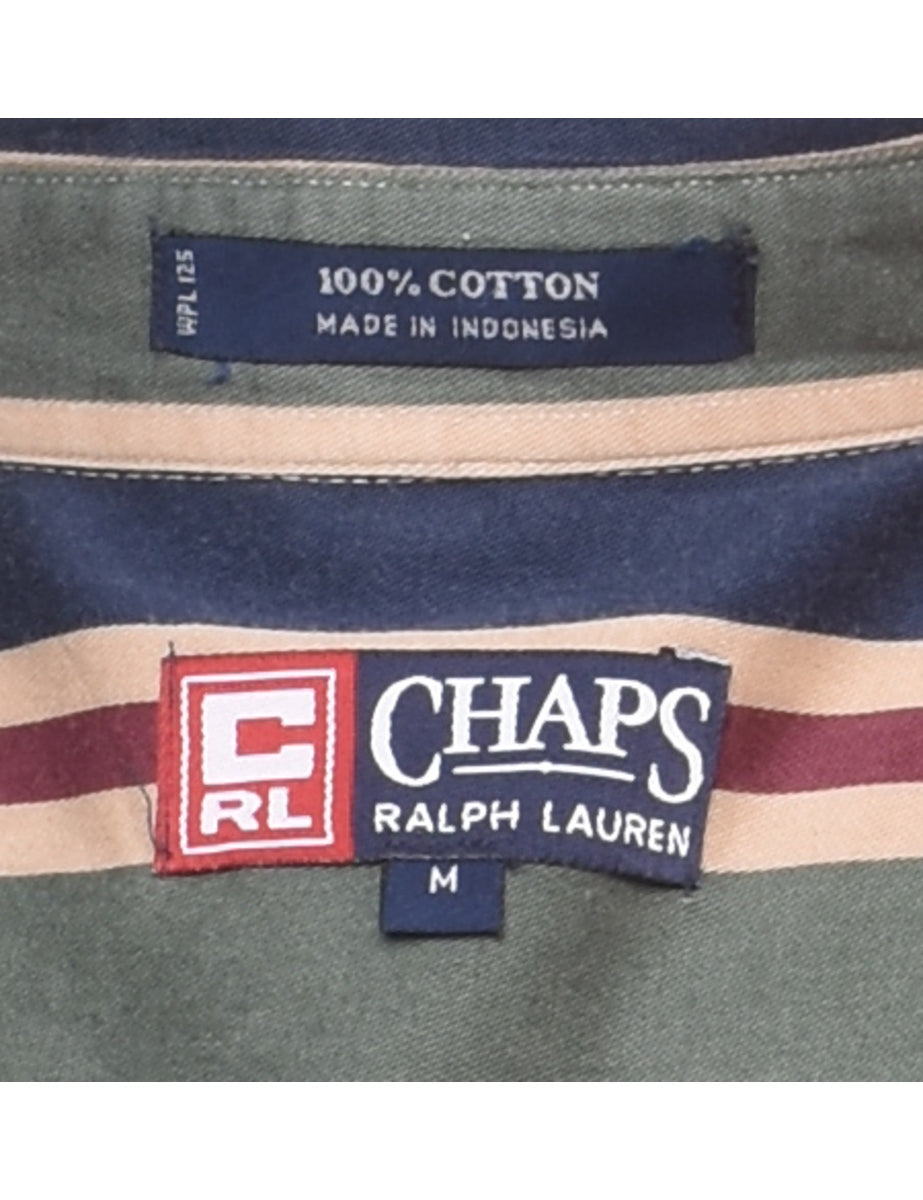 WPL 125
100% COTTON
MADE IN INDONESIA
C
RL
CHAPS
RALPH LAUREN
M